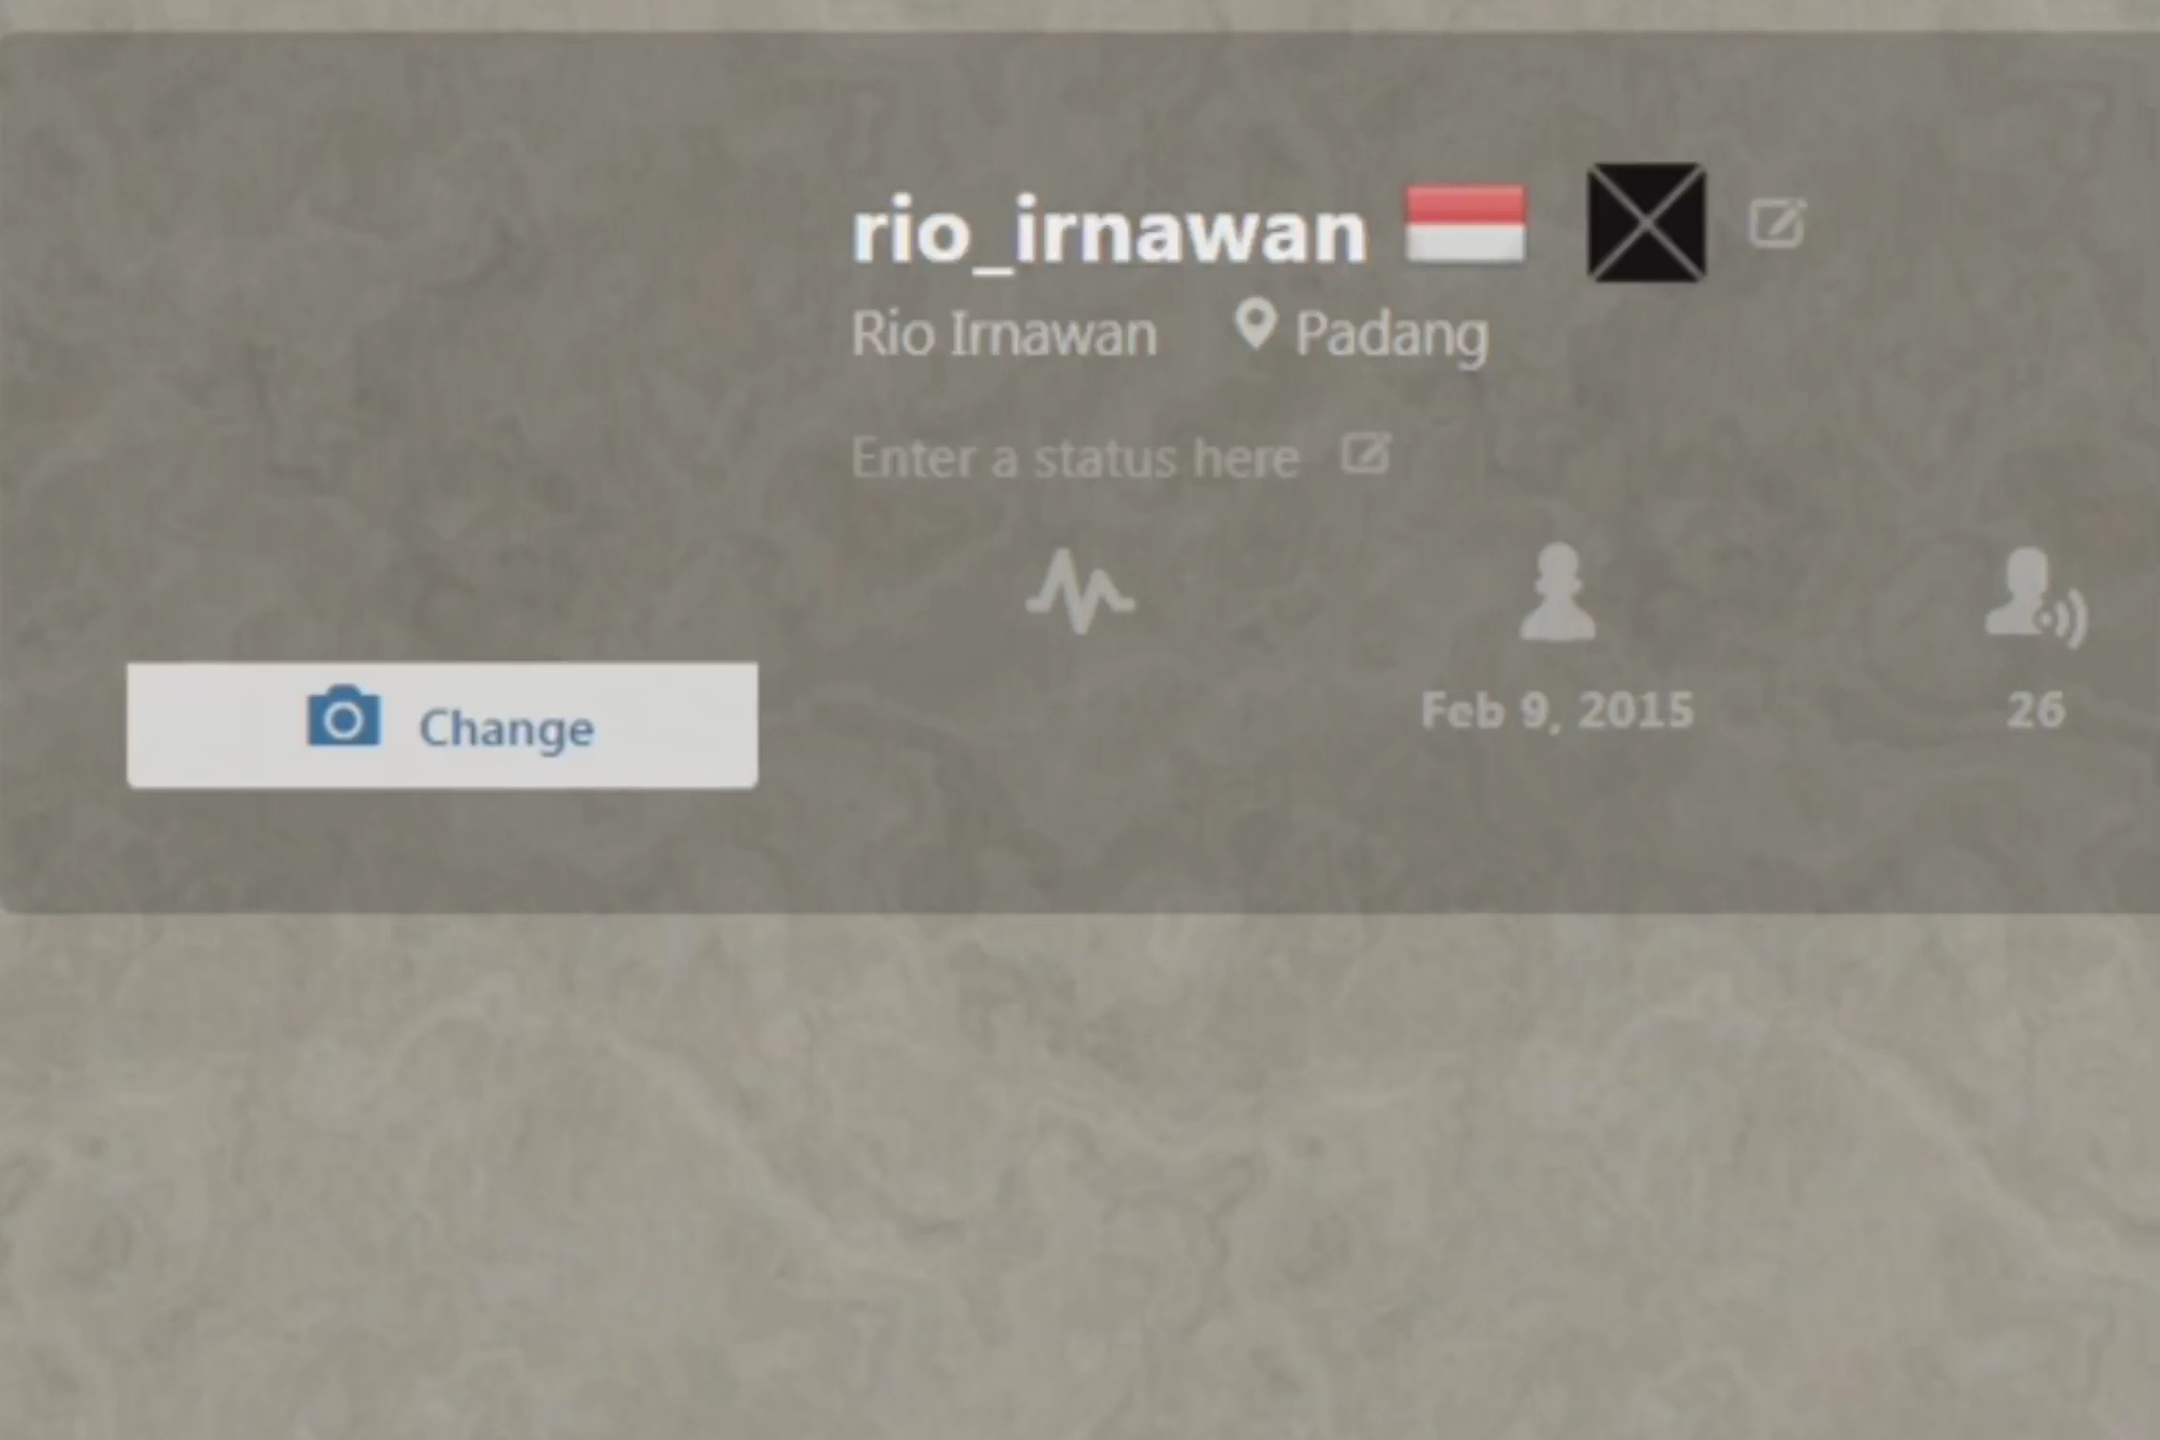 rio_irnawan
Rio Irnawan Padang
Enter a status here
Feb 9, 2015 26
Change